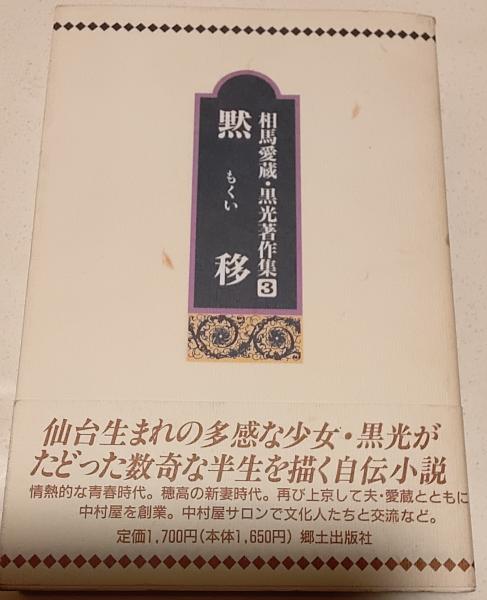 相馬愛蔵・黒光著作集3
黙移
もくい
仙台生まれの多感な少女・黒光が
たどった数奇な半生を描く自伝小説
情熱的な青春時代。穂高の新妻時代。再び上京して夫・愛蔵とともに
中村屋を創業。中村屋サロンで文化人たちと交流など。
定価1,700円(本体1,650円) 郷土出版社